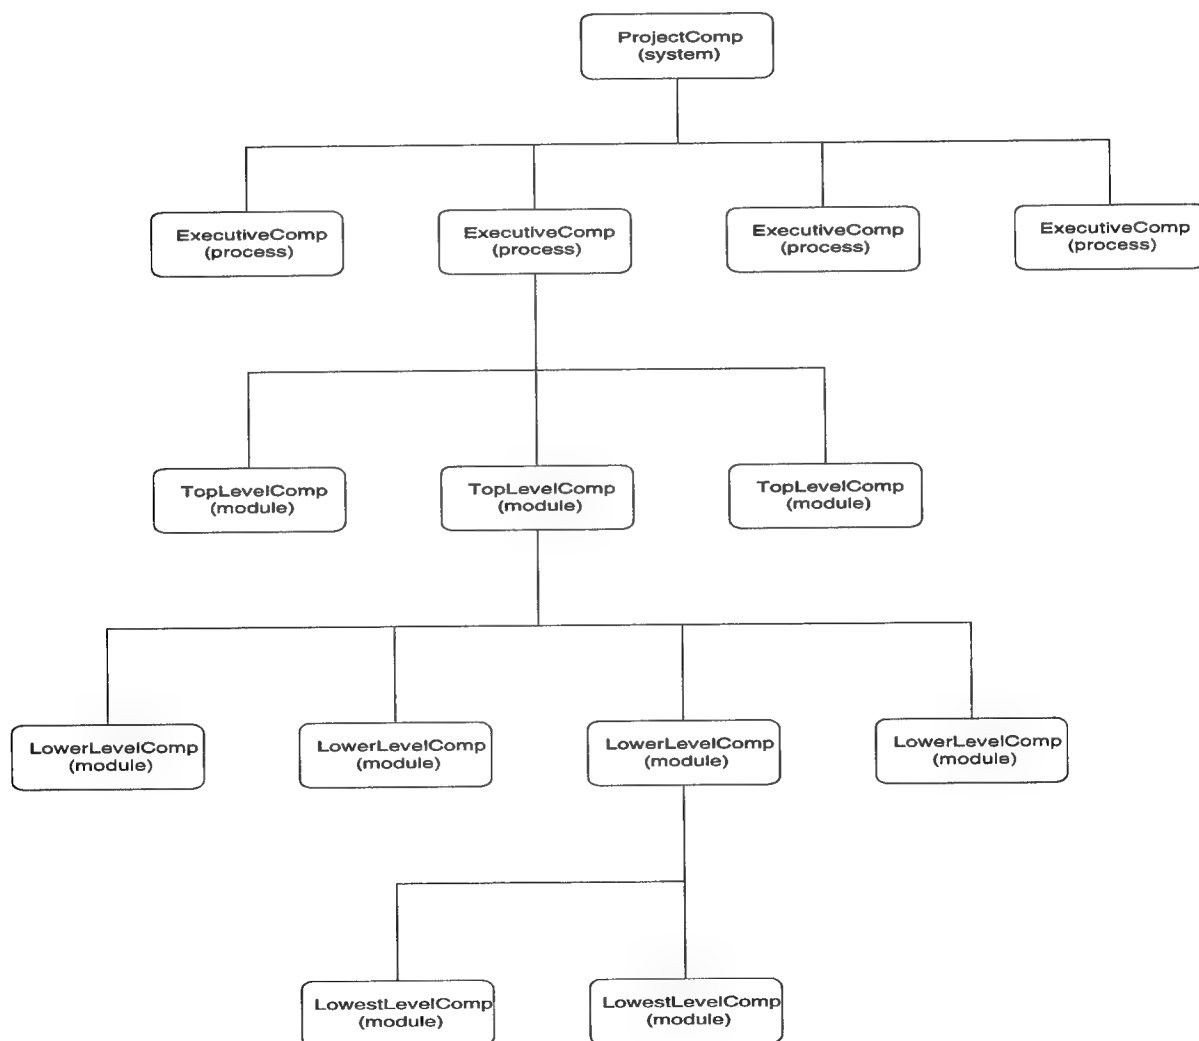 ProjectComp
(system)
ExecutiveComp
(process)
ExecutiveComp
(process)
ExecutiveComp
(process)
ExecutiveComp
(process)
TopLevelComp
(module)
TopLevelComp
(module)
TopLevelComp
(module)
LowerLevelComp
(module)
LowerLevelComp
(module)
LowerLevelComp
(module)
LowerLevelComp
(module)
LowestLevelComp
(module)
LowestLevelComp
(module)